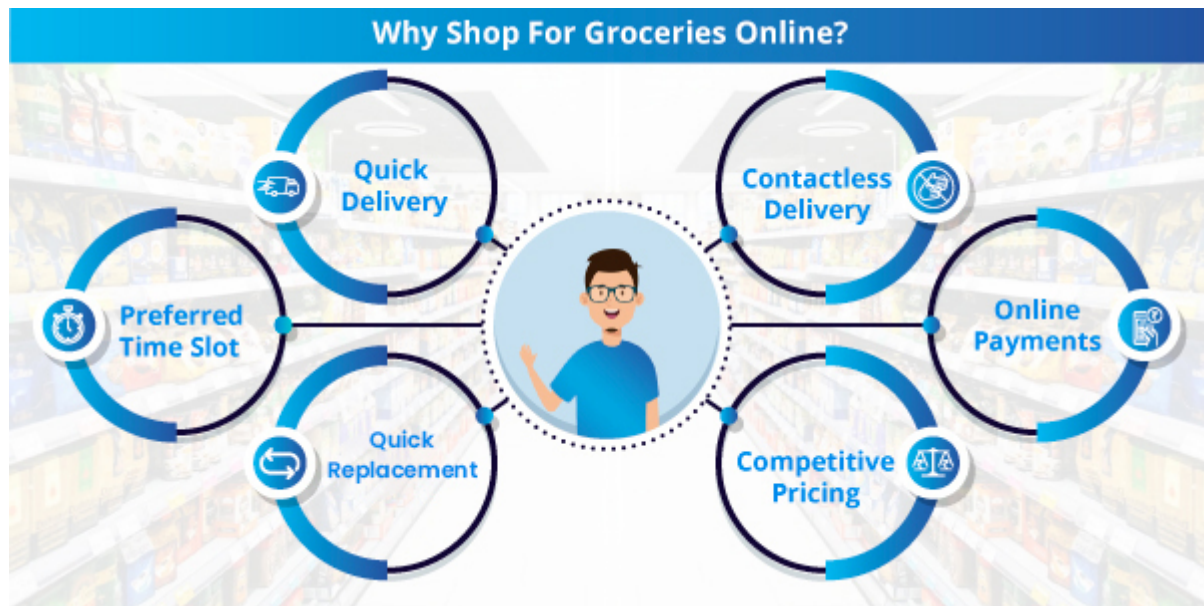 Why Shop For Groceries Online?
Quick
Delivery
Contactless
Delivery
Preferred
Time Slot
Online
Payments
Quick
Replacement
Competitive
Pricing